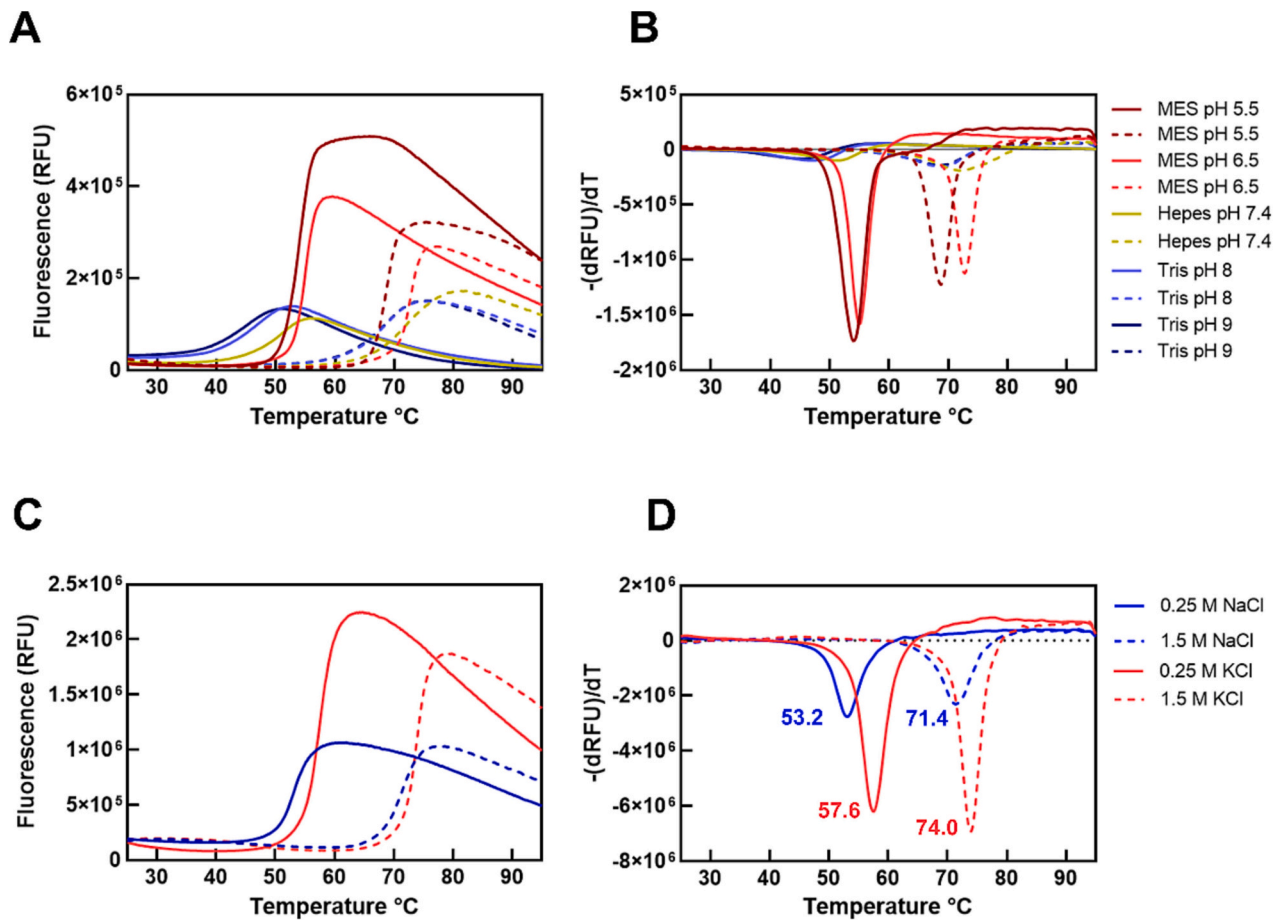 A
Fluorescence (RFU)
6×10⁵
4×10⁵
2×10⁵
0
30 40 50 60 70 80 90
Temperature °C
B
-(dRFU)/dT
5×10⁵
0
-5×10⁵
-1×10⁶
-1.5×10⁶
-2×10⁶
30 40 50 60 70 80 90
Temperature °C
MES pH 5.5
MES pH 5.5
MES pH 6.5
MES pH 6.5
Hepes pH 7.4
Hepes pH 7.4
Tris pH 8
Tris pH 8
Tris pH 9
Tris pH 9
C
Fluorescence (RFU)
2.5×10⁶
2×10⁶
1.5×10⁶
1×10⁶
5×10⁵
0
30 40 50 60 70 80 90
Temperature °C
D
-(dRFU)/dT
2×10⁶
0
-2×10⁶
-4×10⁶
-6×10⁶
-8×10⁶
53.2
71.4
57.6
74.0
30 40 50 60 70 80 90
Temperature °C
0.25 M NaCl
1.5 M NaCl
0.25 M KCl
1.5 M KCl